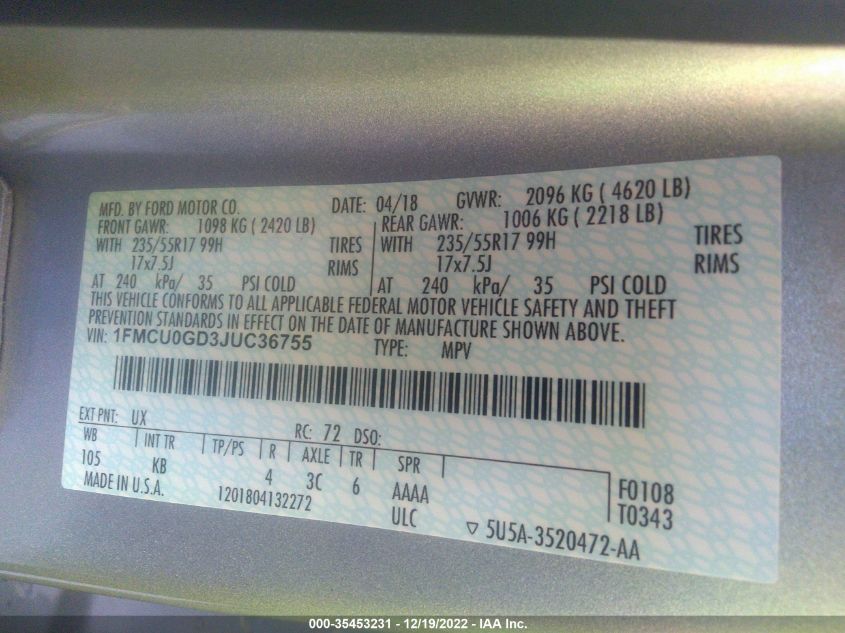 MFD. BY FORD MOTOR CO. DATE: 04/18 GVWR: 2096 KG ( 4620 LB)
FRONT GAWR: 1098 KG ( 2420 LB) REAR GAWR: 1006 KG ( 2218 LB)
WITH 235/55R17 99H TIRES WITH 235/55R17 99H TIRES
17x7.5J RIMS 17x7.5J RIMS
AT 240 kPa/ 35 PSI COLD AT 240 kPa/ 35 PSI COLD
THIS VEHICLE CONFORMS TO ALL APPLICABLE FEDERAL MOTOR VEHICLE SAFETY AND THEFT
PREVENTION STANDARDS IN EFFECT ON THE DATE OF MANUFACTURE SHOWN ABOVE.
VIN: 1FMCU0GD3JUC36755 TYPE: MPV
EXT PNT: UX RC: 72 DSO:
WB INT TR TP/PS R AXLE TR SPR
105 KB 4 3C 6 AAAA F0108
MADE IN U.S.A. 1201804132272 ULC T0343
▽ 5U5A-3520472-AA
000-35453231 - 12/19/2022 - IAA Inc.